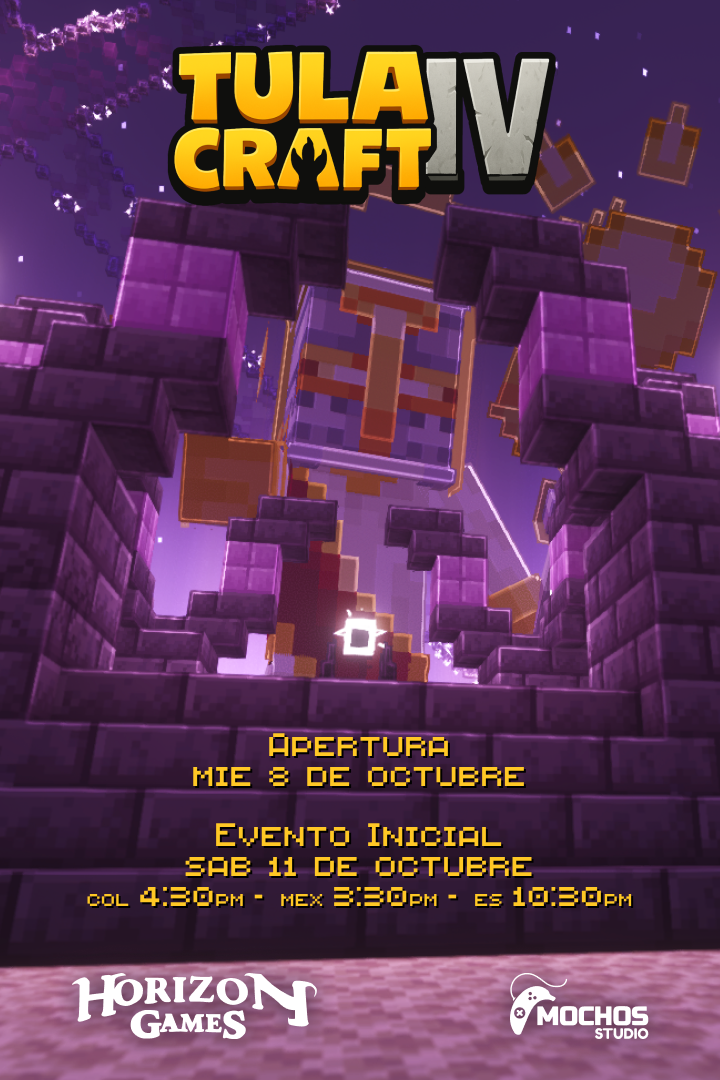 TULA
CRAFT IV
APERTURA
MIE 8 DE OCTUBRE
EVENTO INICIAL
SAB 11 DE OCTUBRE
COL 4:30PM - MEX 3:30PM - ES 10:30PM
HORIZON
GAMES
MOCHOS
STUDIO